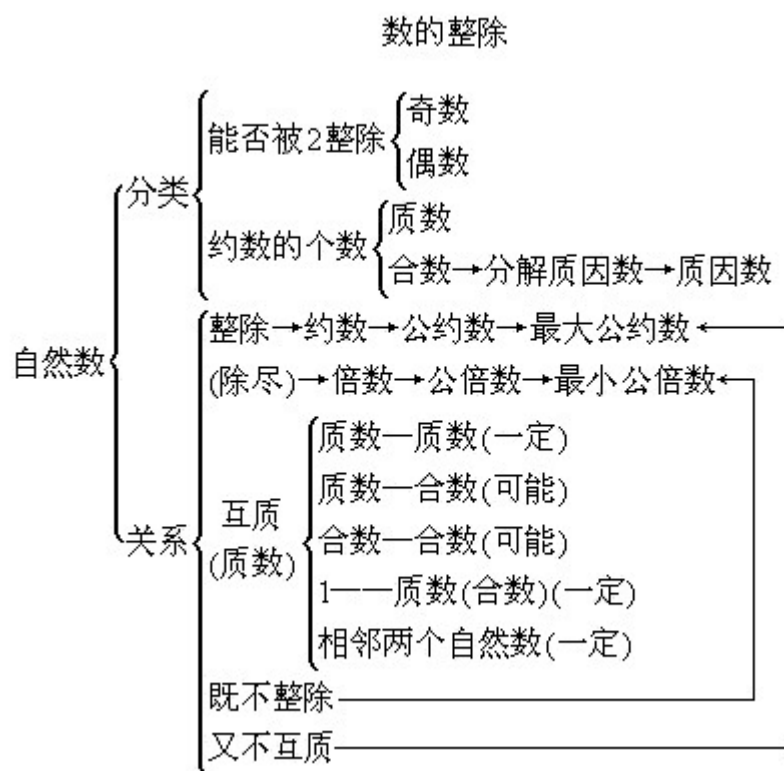 数的整除
自然数
分类
能否被2整除
奇数
偶数
约数的个数
质数
合数→分解质因数→质因数
关系
整除→约数→公约数→最大公约数
(除尽)→倍数→公倍数→最小公倍数
互质
(质数)
质数—质数(一定)
质数—合数(可能)
合数—合数(可能)
1——质数(合数)(一定)
相邻两个自然数(一定)
既不整除
又不互质